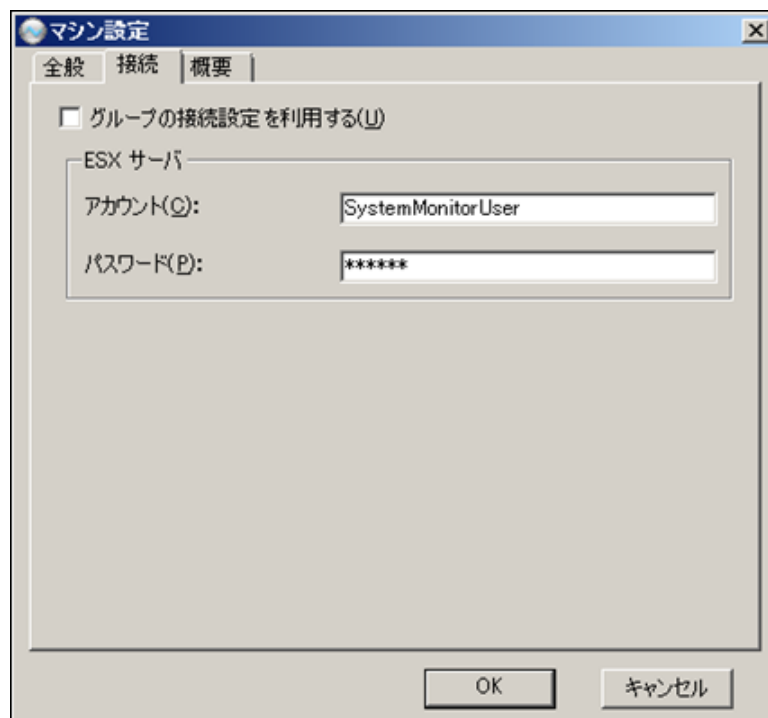 マシン設定
全般 接続 概要
グループの接続設定を利用する(U)
ESX サーバ
アカウント(C): SystemMonitorUser
パスワード(P): ******
OK キャンセル